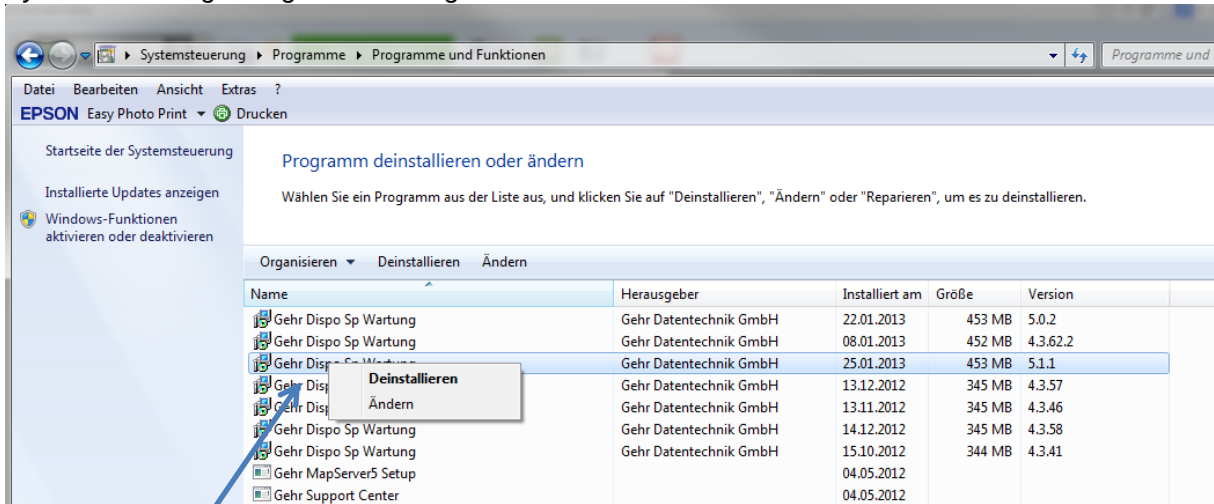 Systemsteuerung ▸ Programme ▸ Programme und Funktionen
Programme und
Datei Bearbeiten Ansicht Extras ?
EPSON Easy Photo Print Drucken
Startseite der Systemsteuerung
Installierte Updates anzeigen
Windows-Funktionen
aktivieren oder deaktivieren
Programm deinstallieren oder ändern
Wählen Sie ein Programm aus der Liste aus, und klicken Sie auf "Deinstallieren", "Ändern" oder "Reparieren", um es zu deinstallieren.
Organisieren Deinstallieren Ändern
Name Herausgeber Installiert am Größe Version
Gehr Dispo Sp Wartung Gehr Datentechnik GmbH 22.01.2013 453 MB 5.0.2
Gehr Dispo Sp Wartung Gehr Datentechnik GmbH 08.01.2013 452 MB 4.3.62.2
Gehr Dispo Sp Wartung Gehr Datentechnik GmbH 25.01.2013 453 MB 5.1.1
Gehr Disp Gehr Datentechnik GmbH 13.12.2012 345 MB 4.3.57
Gehr Disp Gehr Datentechnik GmbH 13.11.2012 345 MB 4.3.46
Gehr Dispo Sp Wartung Gehr Datentechnik GmbH 14.12.2012 345 MB 4.3.58
Gehr Dispo Sp Wartung Gehr Datentechnik GmbH 15.10.2012 344 MB 4.3.41
Gehr MapServer5 Setup 04.05.2012
Gehr Support Center 04.05.2012
Deinstallieren
Ändern